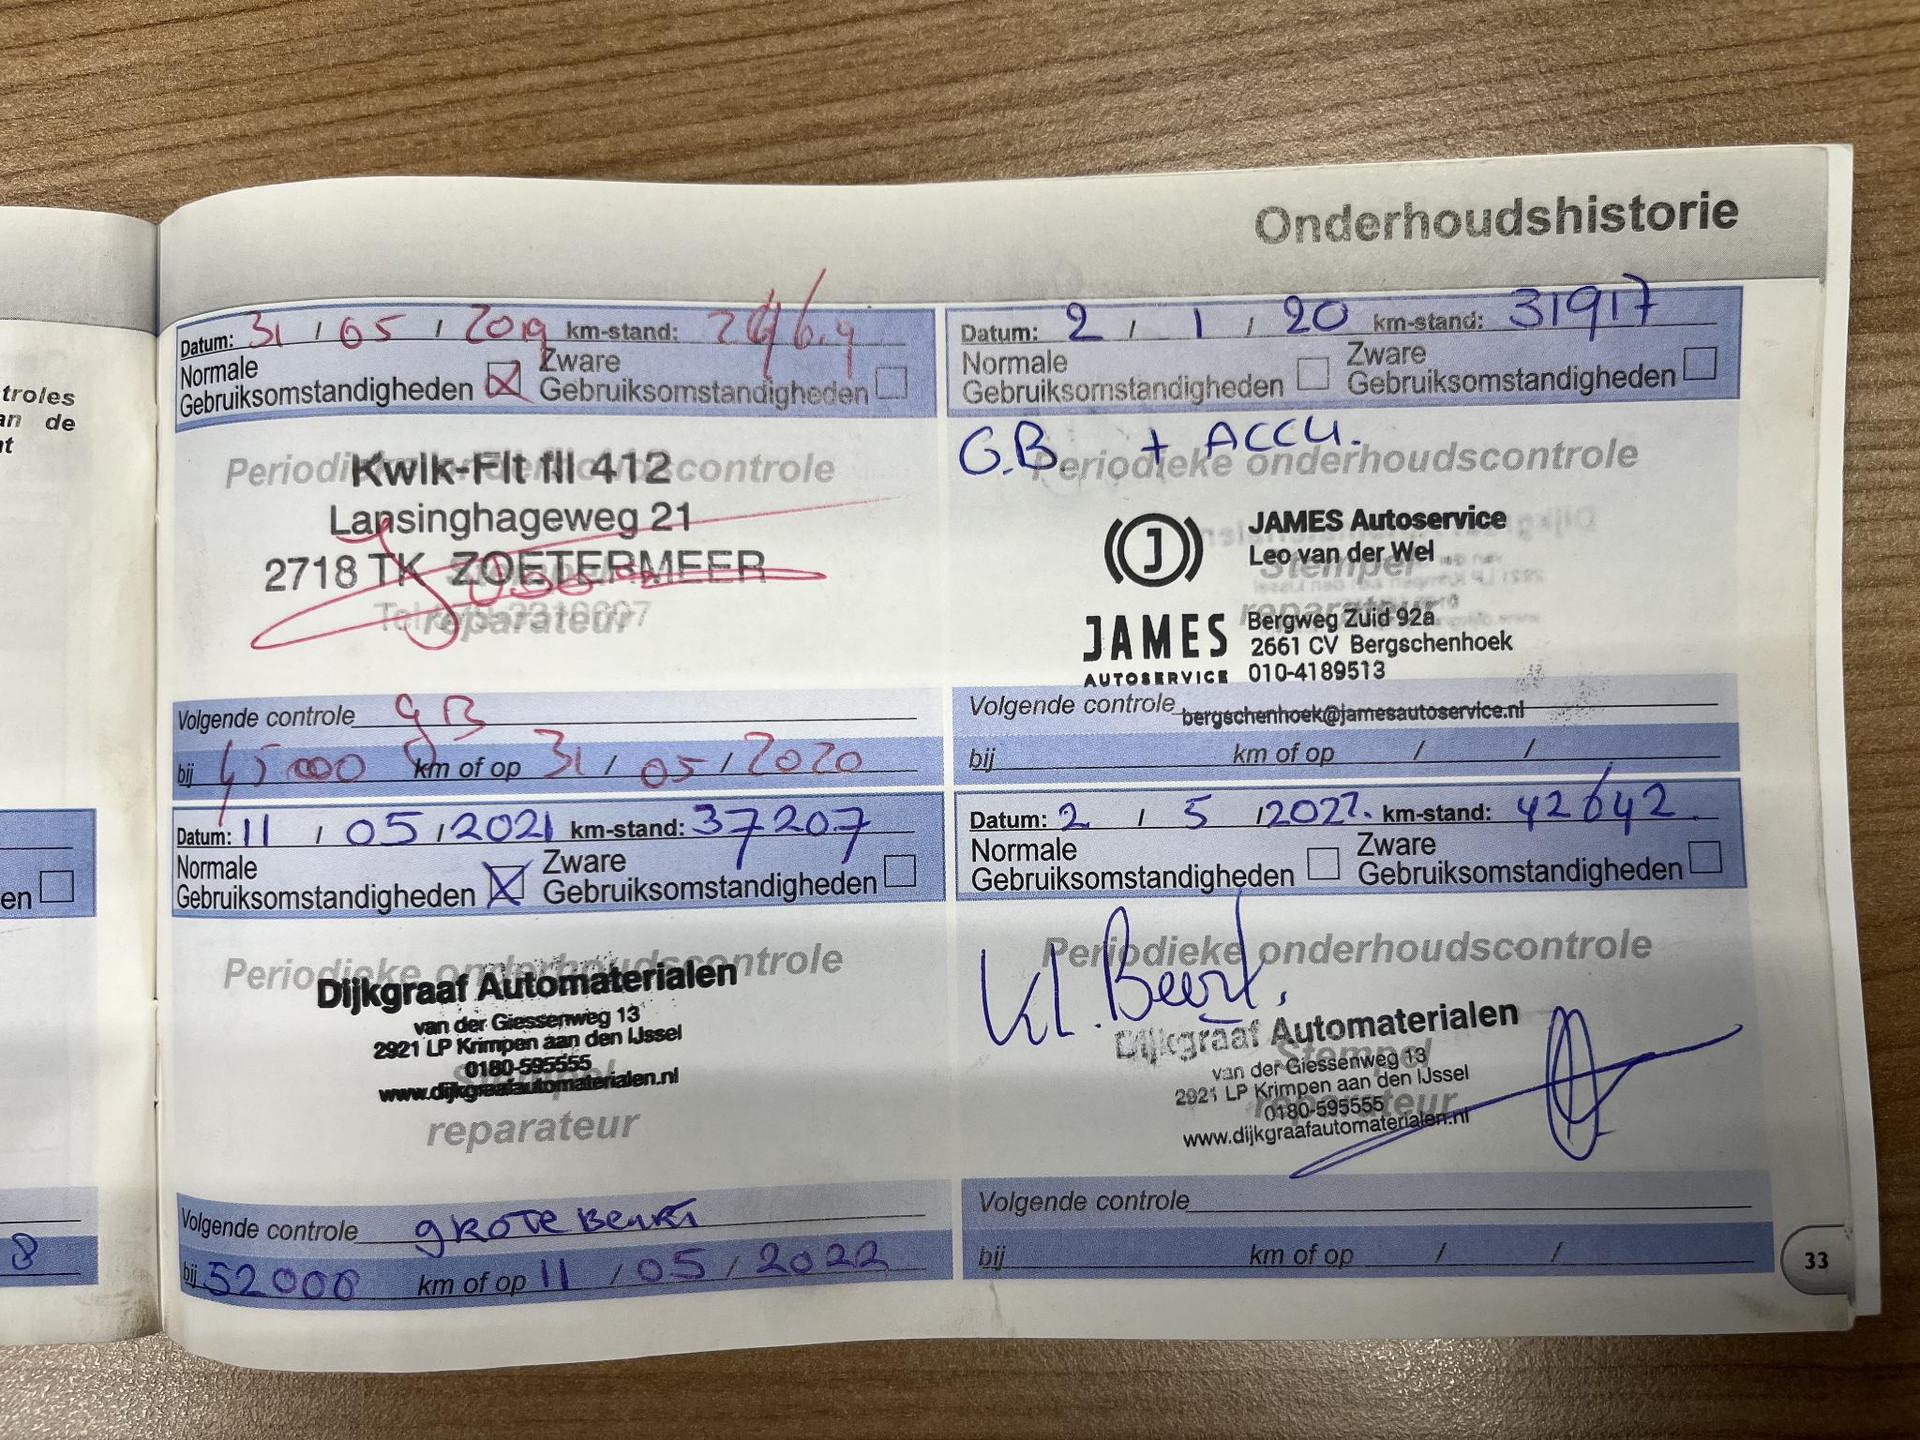 troles
an de
nt
en
8
Onderhoudshistorie
Datum: 31 / 05 / 2019 km-stand:
Normale Gebruiksomstandigheden
Zware Gebruiksomstandigheden
Periodieke onderhoudscontrole
Kwik-Fit fil 412
Lansinghageweg 21
2718 TK ZOETERMEER
reparateur
Volgende controle GB
bij 45000 km of op 31 / 05 / 2020
Datum: 2 / 1 / 20 km-stand: 31917
Normale Gebruiksomstandigheden
Zware Gebruiksomstandigheden
G.B. + ACCU.
Periodieke onderhoudscontrole
JAMES Autoservice
Leo van der Wel
Stempel
reparateur
J
JAMES
AUTOSERVICE
Bergweg Zuid 92a
2661 CV Bergschenhoek
010-4189513
bergschenhoek@jamesautoservice.nl
Volgende controle
bij km of op / /
Datum: 11 / 05 / 2021 km-stand: 37207
Normale Gebruiksomstandigheden
Zware Gebruiksomstandigheden
Periodieke onderhoudscontrole
Dijkgraaf Automaterialen
van der Giessenweg 13
2921 LP Krimpen aan den IJssel
0180-595555
www.dijkgraafautomaterialen.nl
reparateur
Volgende controle GROTE BEURT
bij 52000 km of op 11 / 05 / 2022
Datum: 2 / 5 / 2022. km-stand: 42642
Normale Gebruiksomstandigheden
Zware Gebruiksomstandigheden
Periodieke onderhoudscontrole
Kl. Beurt.
Dijkgraaf Automaterialen
Stempel
van der Giessenweg 13
2921 LP Krimpen aan den IJssel
0180-595555
reparateur
www.dijkgraafautomaterialen.nl
Volgende controle
bij km of op / /
33